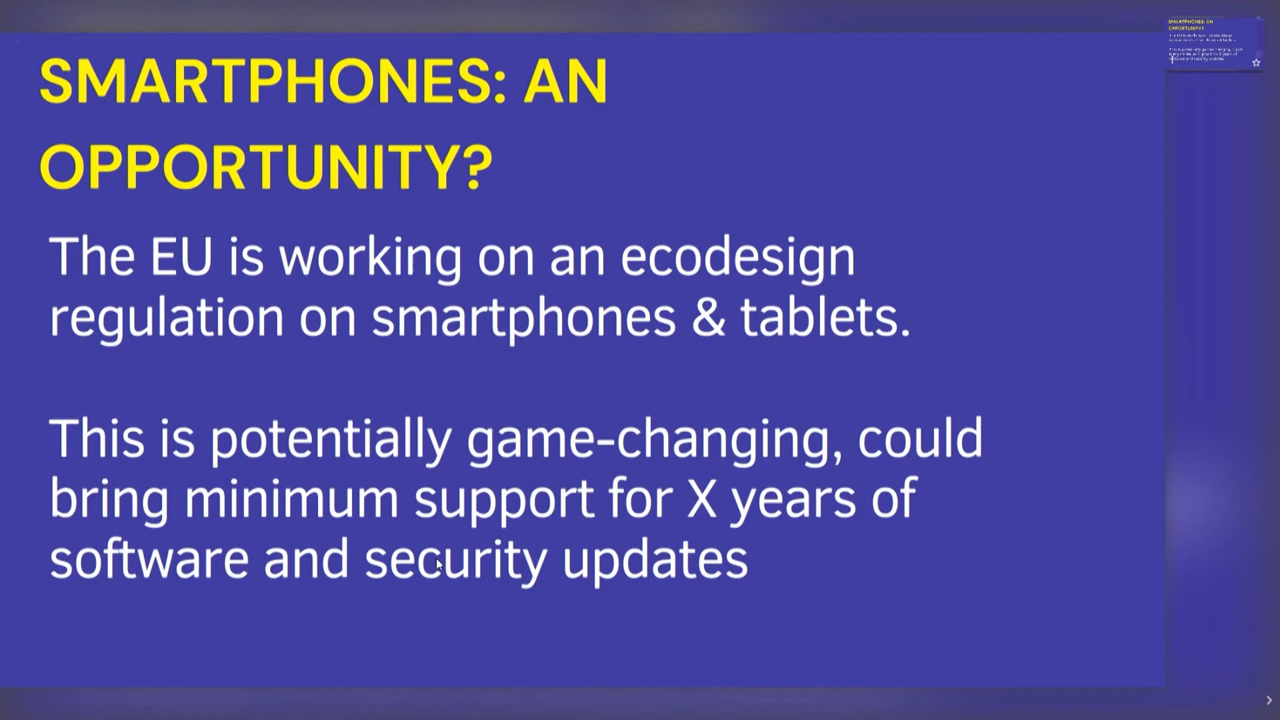 SMARTPHONES: AN
OPPORTUNITY?
The EU is working on an ecodesign
regulation on smartphones & tablets.
This is potentially game-changing, could
bring minimum support for X years of
software and security updates